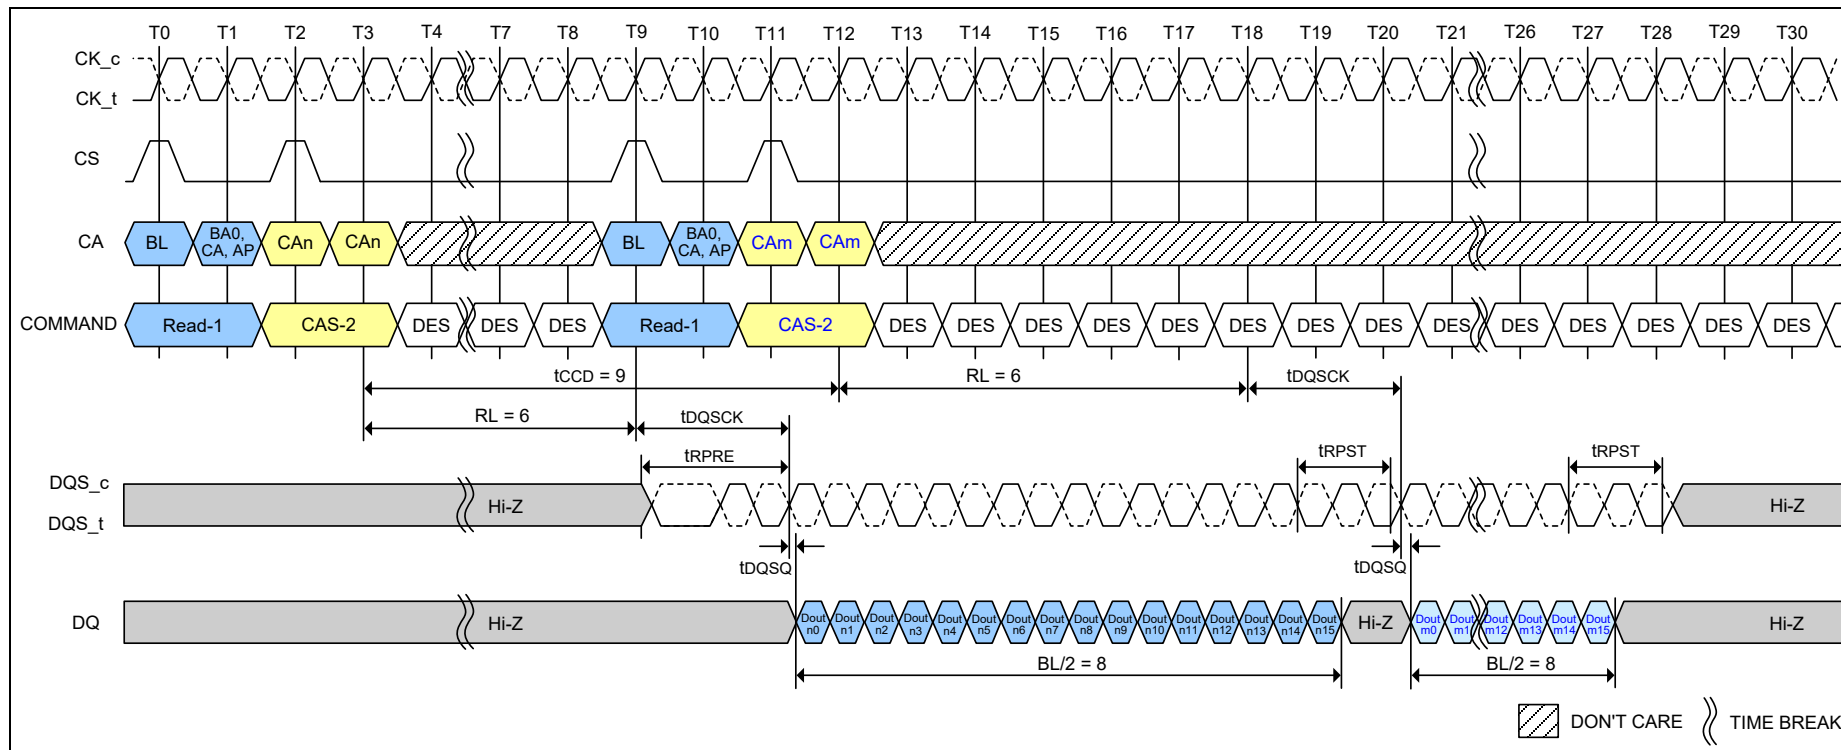 T0 T1 T2 T3 T4 T7 T8 T9 T10 T11 T12 T13 T14 T15 T16 T17 T18 T19 T20 T21 T26 T27 T28 T29 T30
CK_c
CK_t
CS
CA BL BA0, CA, AP CAn CAn BL BA0, CA, AP CAm CAm
COMMAND Read-1 CAS-2 DES DES DES Read-1 CAS-2 DES DES DES DES DES DES DES DES DES DES DES DES DES DES
tCCD = 9 RL = 6 tDQSCK
RL = 6 tDQSCK
tRPRE tRPST tRPST
DQS_c
Hi-Z Hi-Z
DQS_t
tDQSQ tDQSQ
DQ Hi-Z Dout n0 Dout n1 Dout n2 Dout n3 Dout n4 Dout n5 Dout n6 Dout n7 Dout n8 Dout n9 Dout n10 Dout n11 Dout n12 Dout n13 Dout n14 Dout n15 Hi-Z Dout m0 Dout m1 Dout m12 Dout m13 Dout m14 Dout m15 Hi-Z
BL/2 = 8 BL/2 = 8
DON'T CARE TIME BREAK